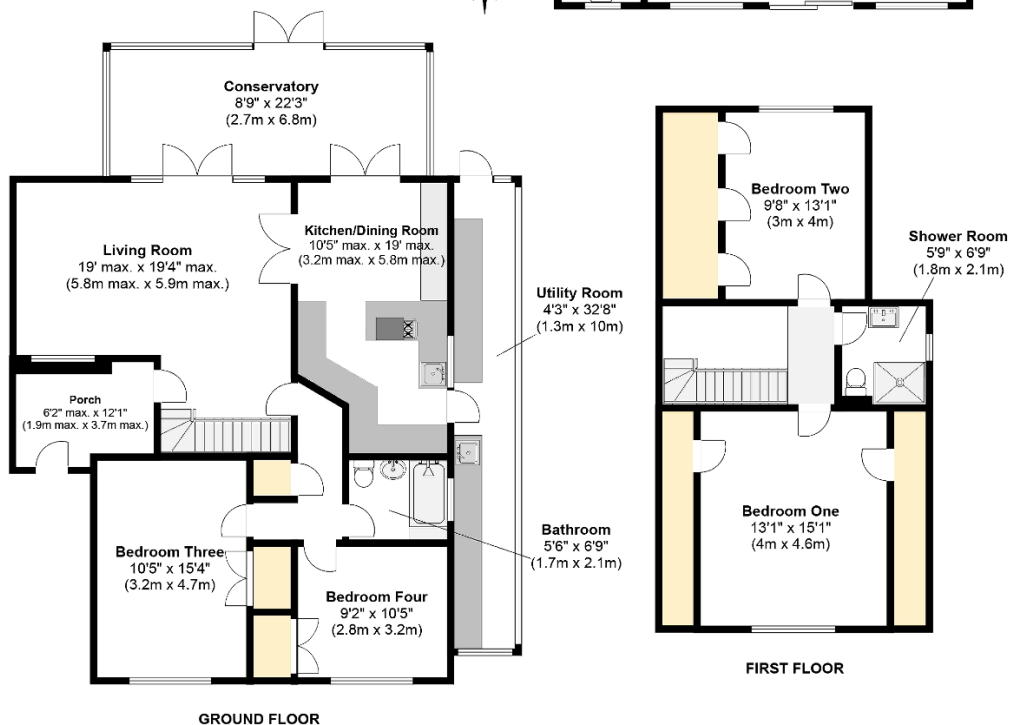 Conservatory
8'9" x 22'3"
(2.7m x 6.8m)
Living Room
19' max. x 19'4" max.
(5.8m max. x 5.9m max.)
Kitchen/Dining Room
10'5" max. x 19' max.
(3.2m max. x 5.8m max.)
Utility Room
4'3" x 32'8"
(1.3m x 10m)
Porch
6'2" max. x 12'1"
(1.9m max. x 3.7m max.)
Bathroom
5'6" x 6'9"
(1.7m x 2.1m)
Bedroom Three
10'5" x 15'4"
(3.2m x 4.7m)
Bedroom Four
9'2" x 10'5"
(2.8m x 3.2m)
GROUND FLOOR
Bedroom Two
9'8" x 13'1"
(3m x 4m)
Shower Room
5'9" x 6'9"
(1.8m x 2.1m)
Bedroom One
13'1" x 15'1"
(4m x 4.6m)
FIRST FLOOR